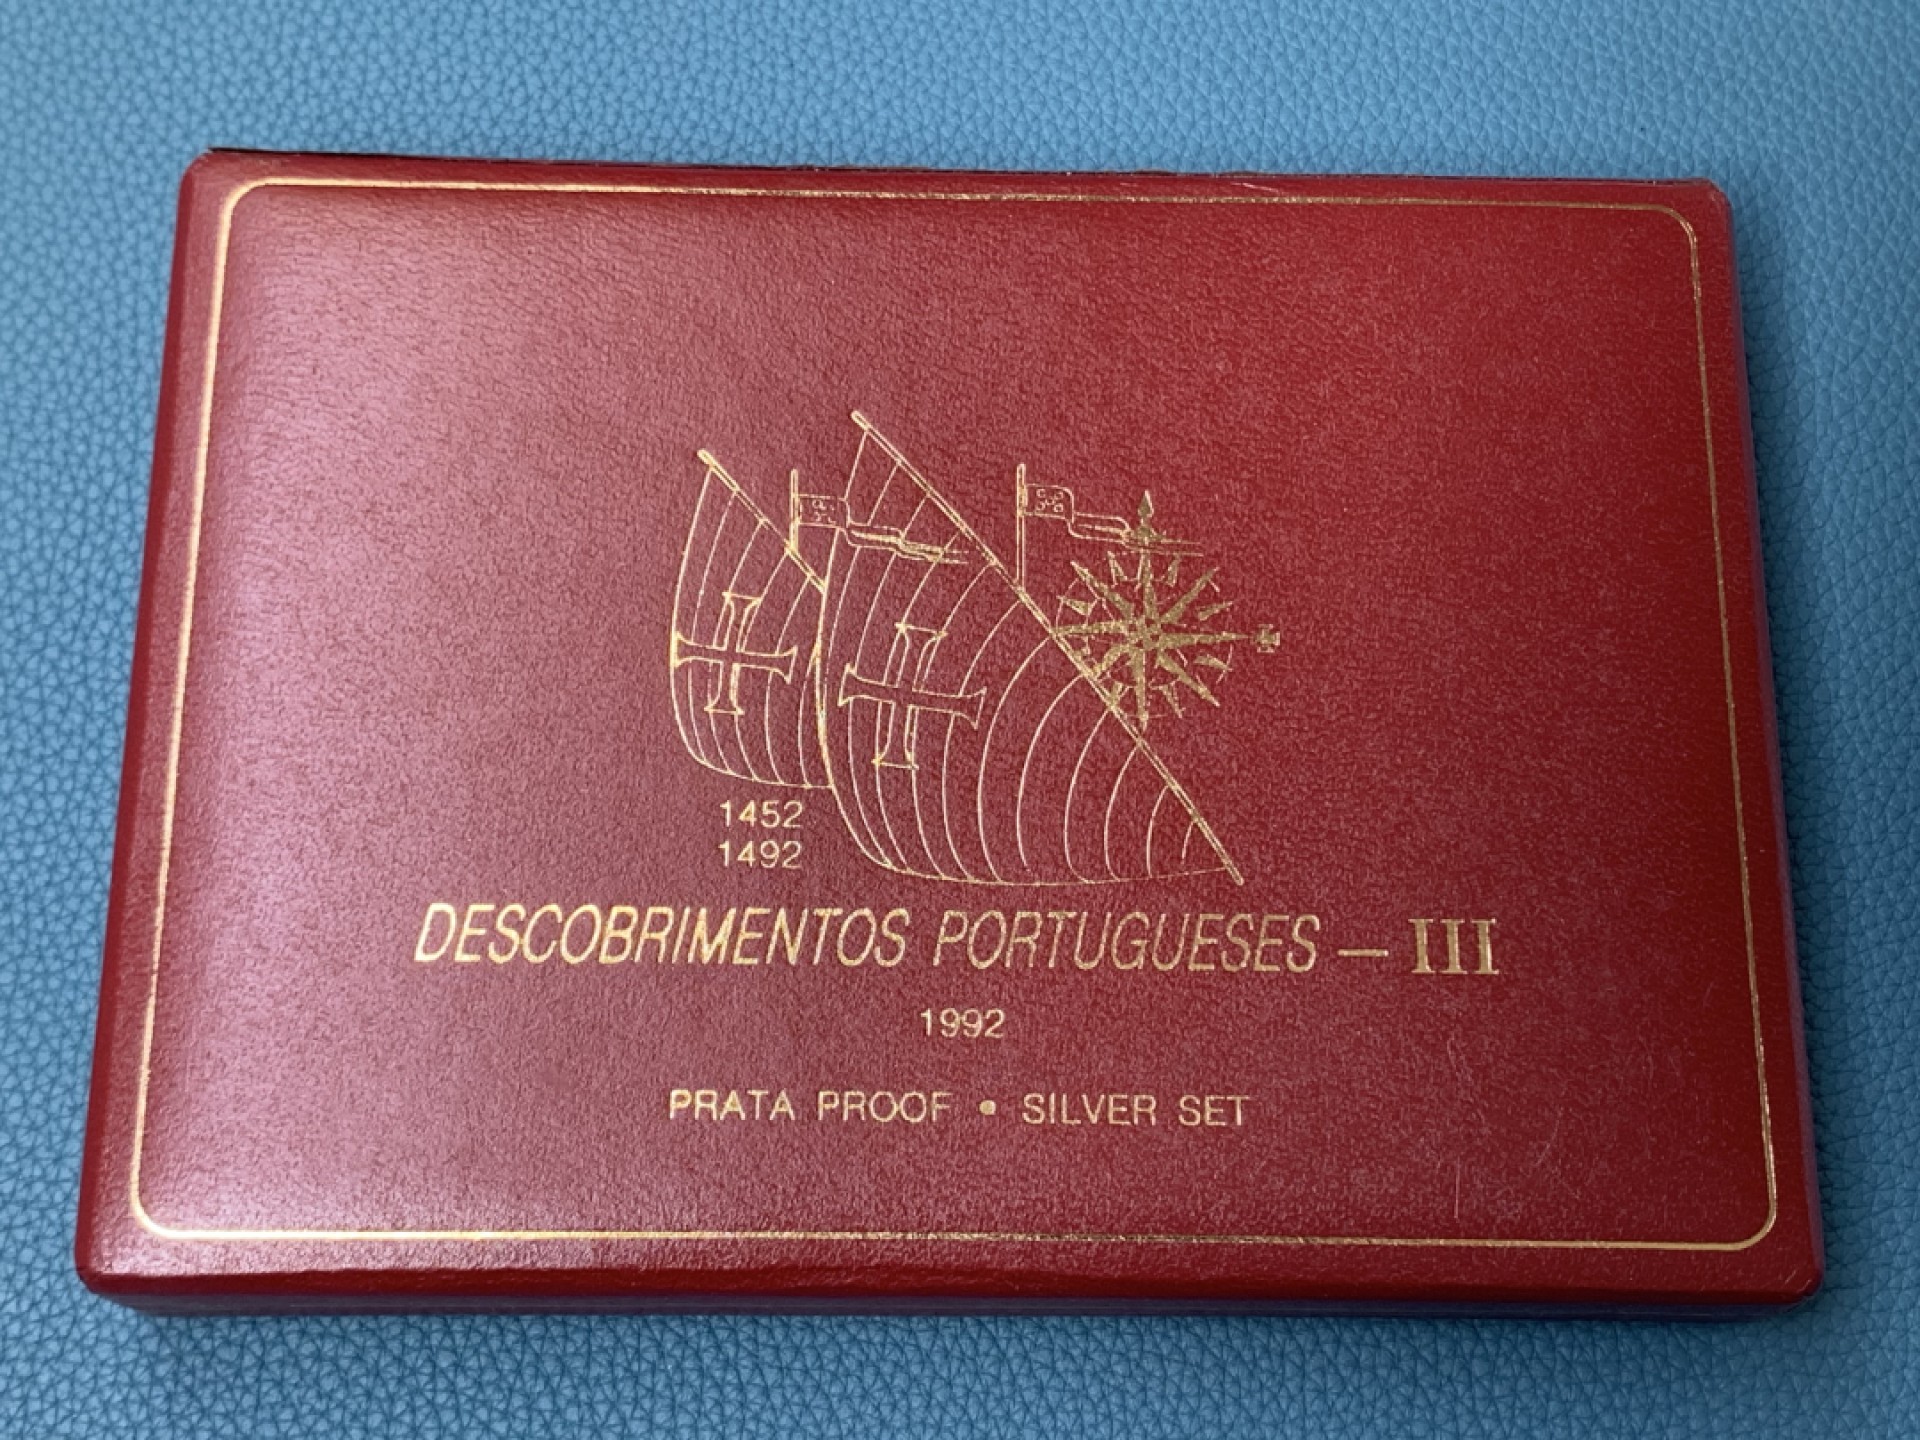 1452
1492
DESCOBRIMENTOS PORTUGUESES – III
1992
PRATA PROOF • SILVER SET